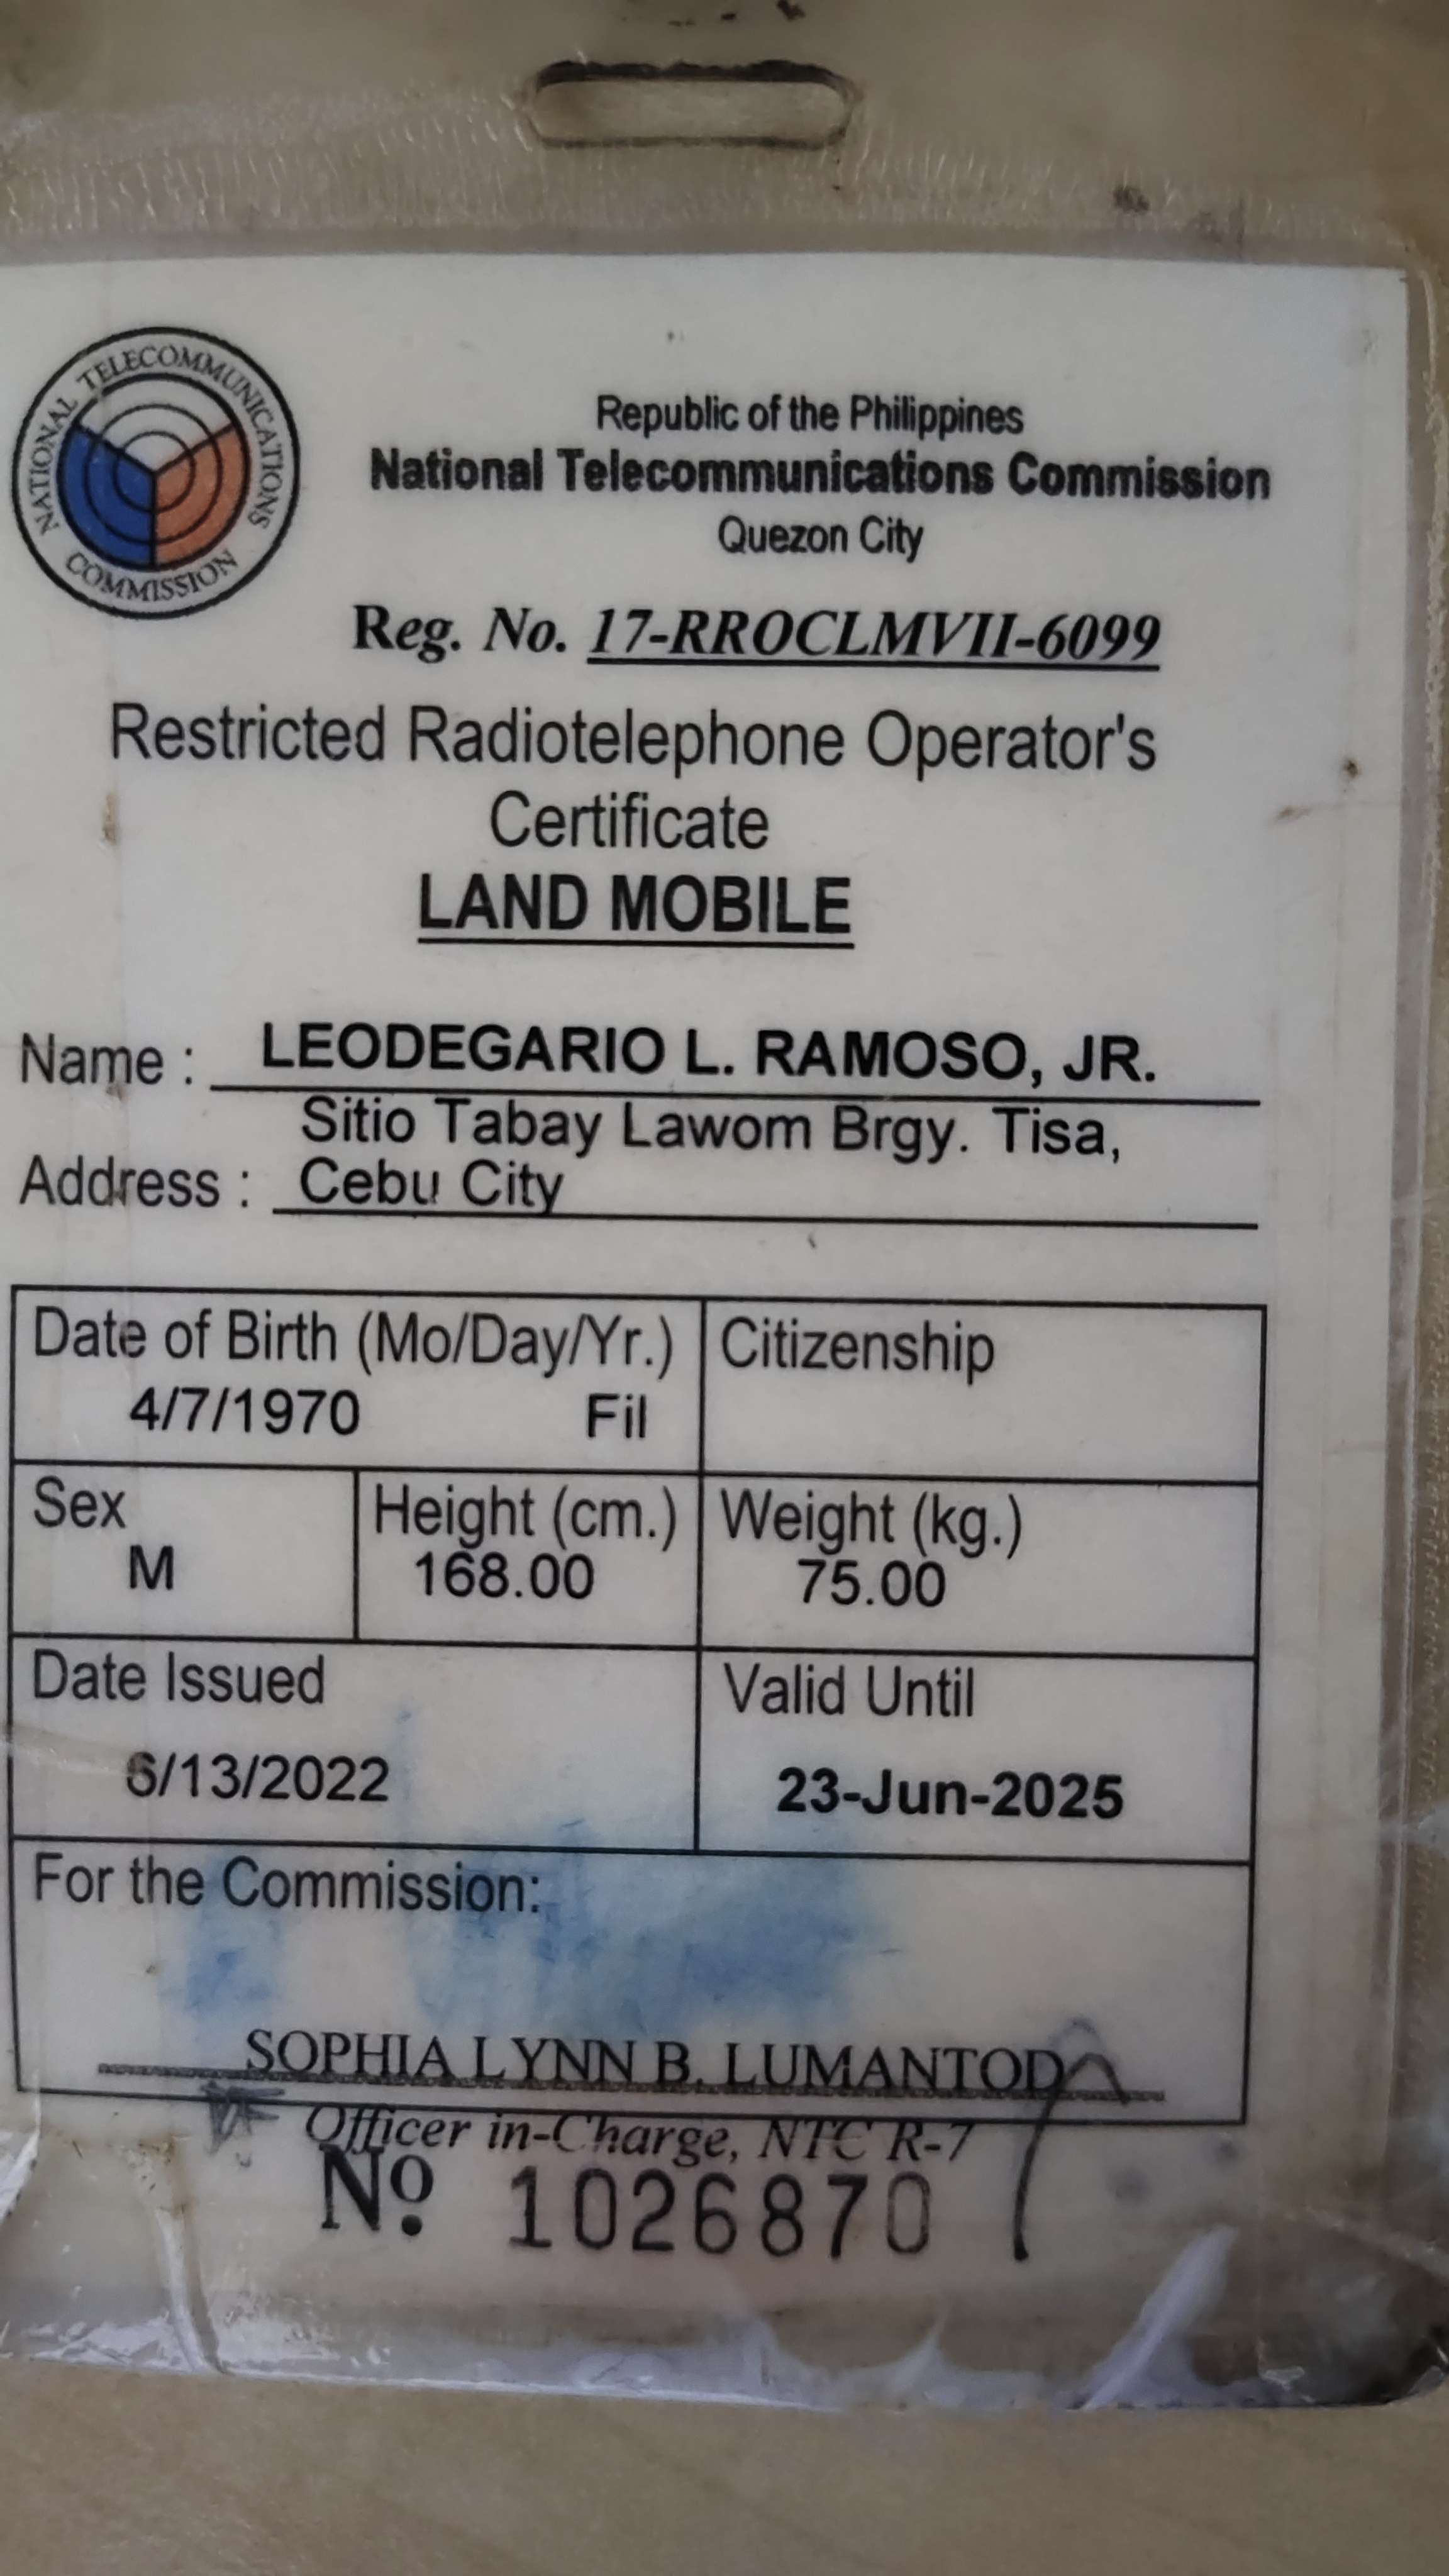 NATIONAL TELECOMMUNICATIONS COMMISSION
Republic of the Philippines
National Telecommunications Commission
Quezon City
Reg. No. 17-RROCLMVII-6099
Restricted Radiotelephone Operator's
Certificate
LAND MOBILE
Name : LEODEGARIO L. RAMOSO, JR.
Sitio Tabay Lawom Brgy. Tisa,
Address : Cebu City
Date of Birth (Mo/Day/Yr.) Citizenship
4/7/1970 Fil
Sex Height (cm.) Weight (kg.)
M 168.00 75.00
Date Issued Valid Until
6/13/2022 23-Jun-2025
For the Commission:
SOPHIA LYNN B. LUMANTOD
Officer in-Charge, NTC R-7
Nº 1026870